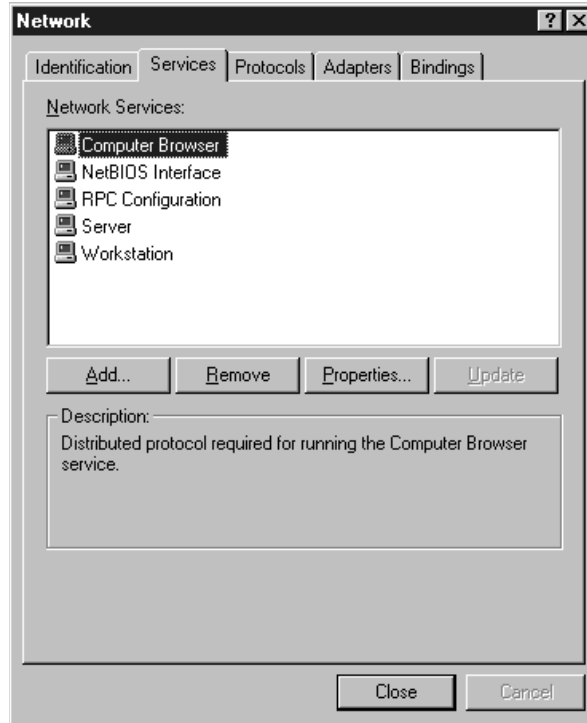 Network
Identification Services Protocols Adapters Bindings
Network Services:
Computer Browser
NetBIOS Interface
RPC Configuration
Server
Workstation
Add... Remove Properties... Update
Description:
Distributed protocol required for running the Computer Browser
service.
Close Cancel